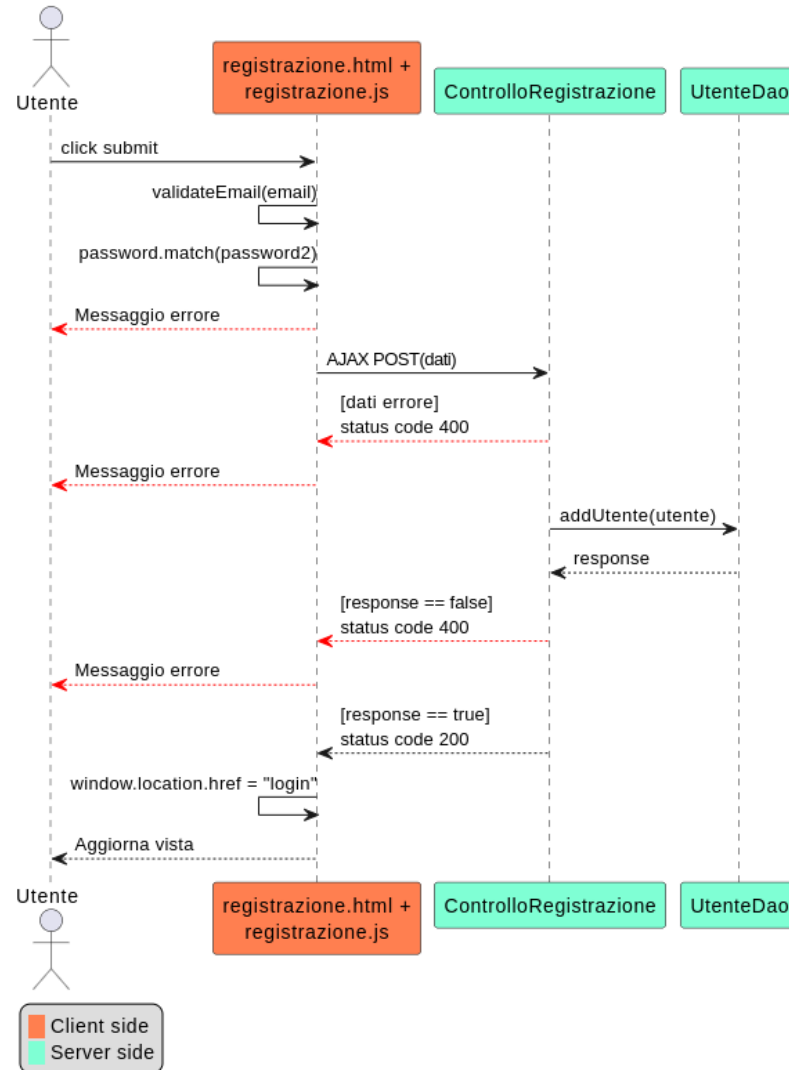 Utente
registrazione.html +
registrazione.js
ControlloRegistrazione
UtenteDao
click submit
validateEmail(email)
password.match(password2)
Messaggio errore
AJAX POST(dati)
[dati errore]
status code 400
Messaggio errore
addUtente(utente)
response
[response == false]
status code 400
Messaggio errore
[response == true]
status code 200
window.location.href = "login"
Aggiorna vista
Utente
registrazione.html +
registrazione.js
ControlloRegistrazione
UtenteDao
Client side
Server side